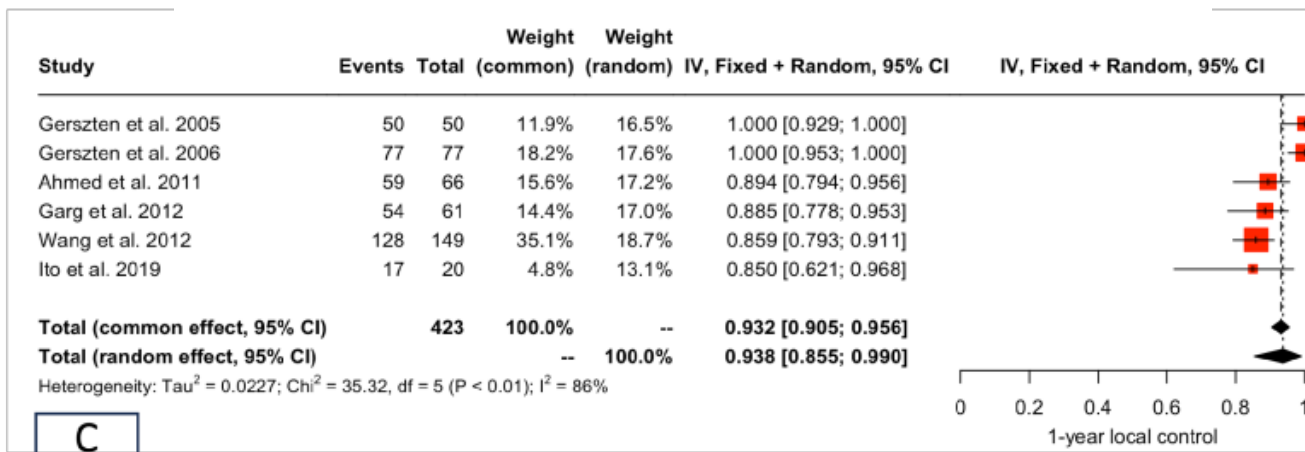 Weight Weight
Study Events Total (common) (random) IV, Fixed + Random, 95% CI IV, Fixed + Random, 95% CI
Gerszten et al. 2005 50 50 11.9% 16.5% 1.000 [0.929; 1.000]
Gerszten et al. 2006 77 77 18.2% 17.6% 1.000 [0.953; 1.000]
Ahmed et al. 2011 59 66 15.6% 17.2% 0.894 [0.794; 0.956]
Garg et al. 2012 54 61 14.4% 17.0% 0.885 [0.778; 0.953]
Wang et al. 2012 128 149 35.1% 18.7% 0.859 [0.793; 0.911]
Ito et al. 2019 17 20 4.8% 13.1% 0.850 [0.621; 0.968]
Total (common effect, 95% CI) 423 100.0% -- 0.932 [0.905; 0.956]
Total (random effect, 95% CI) -- 100.0% 0.938 [0.855; 0.990]
Heterogeneity: Tau² = 0.0227; Chi² = 35.32, df = 5 (P < 0.01); I² = 86%
0 0.2 0.4 0.6 0.8 1
1-year local control
C